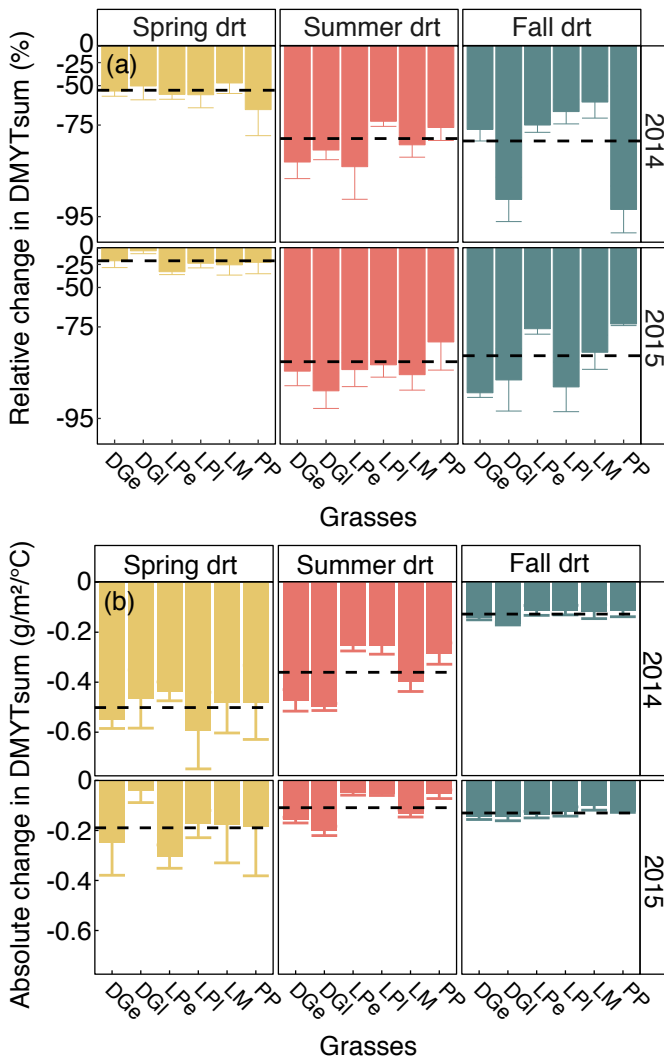 Relative change in DMYTsum (%)
Spring drt
Summer drt
Fall drt
(a)
0
-25
-50
-75
-95
2014
0
-25
-50
-75
-95
2015
DGe
DGl
LPe
LPl
LM
PP
DGe
DGl
LPe
LPl
LM
PP
DGe
DGl
LPe
LPl
LM
PP
Grasses
Absolute change in DMYTsum (g/m²/°C)
Spring drt
Summer drt
Fall drt
(b)
0
-0.2
-0.4
-0.6
2014
0
-0.2
-0.4
-0.6
2015
DGe
DGl
LPe
LPl
LM
PP
DGe
DGl
LPe
LPl
LM
PP
DGe
DGl
LPe
LPl
LM
PP
Grasses